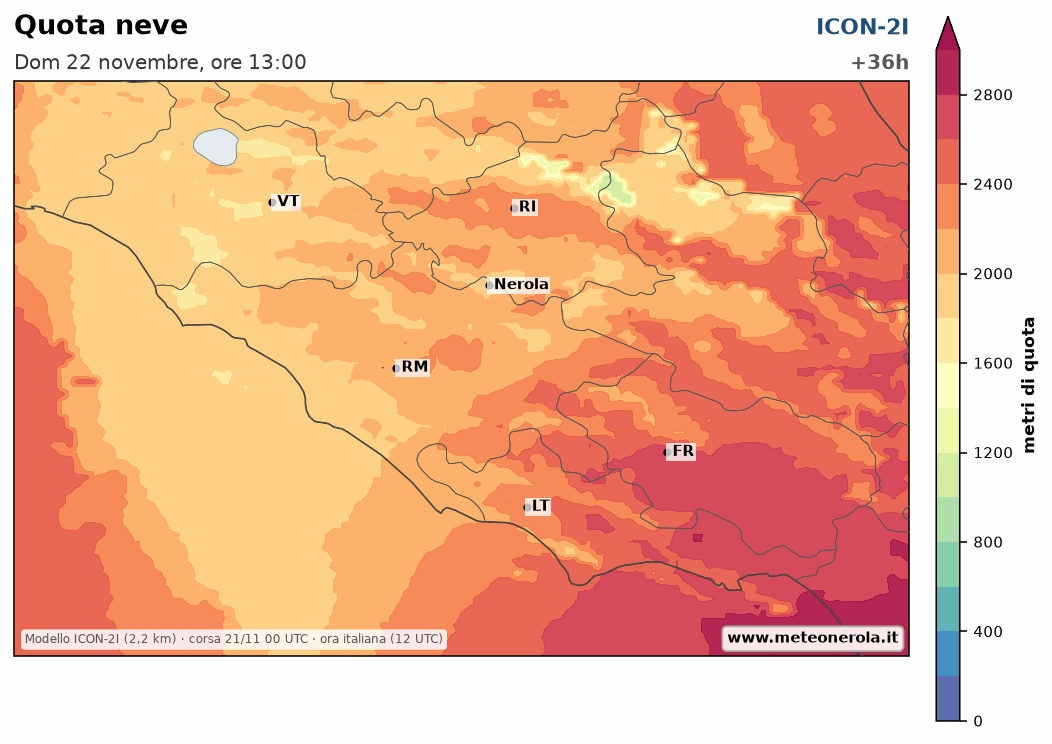 Quota neve
ICON-2I
Dom 22 novembre, ore 13:00
+36h
2800
2400
2000
1600
1200
800
400
0
metri di quota
VT
RI
Nerola
RM
FR
LT
Modello ICON-2I (2,2 km) · corsa 21/11 00 UTC · ora italiana (12 UTC)
www.meteonerola.it